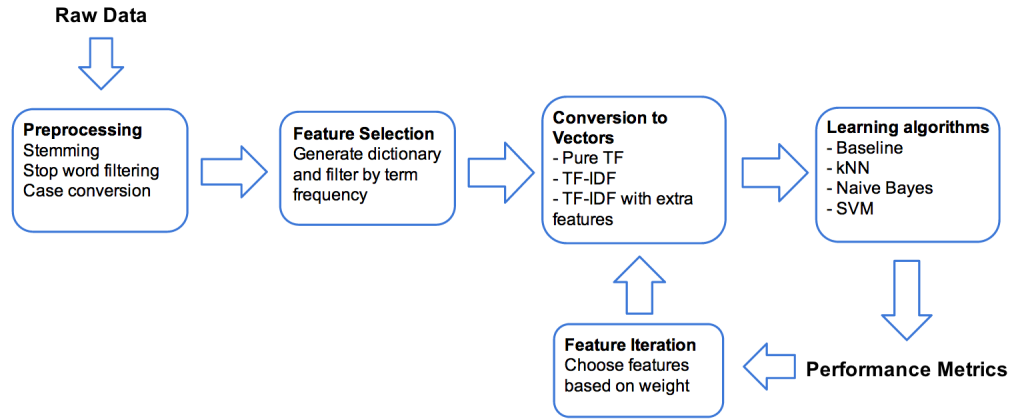 Raw Data
Preprocessing
Stemming
Stop word filtering
Case conversion
Feature Selection
Generate dictionary
and filter by term
frequency
Conversion to
Vectors
- Pure TF
- TF-IDF
- TF-IDF with extra
features
Learning algorithms
- Baseline
- kNN
- Naive Bayes
- SVM
Performance Metrics
Feature Iteration
Choose features
based on weight